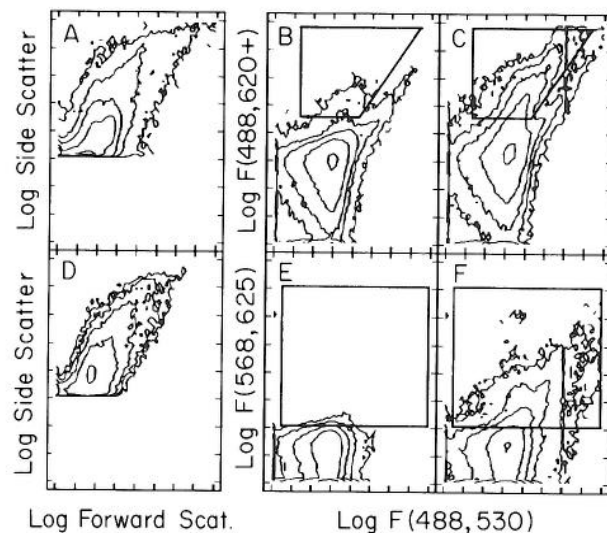 A
B
C
Log Side Scatter
Log F(488,620+)
D
E
F
Log Side Scatter
Log F(568,625)
Log Forward Scat.
Log F(488,530)